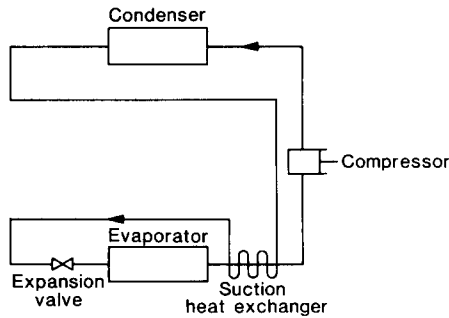 Condenser
Compressor
Evaporator
Expansion
valve
Suction
heat exchanger